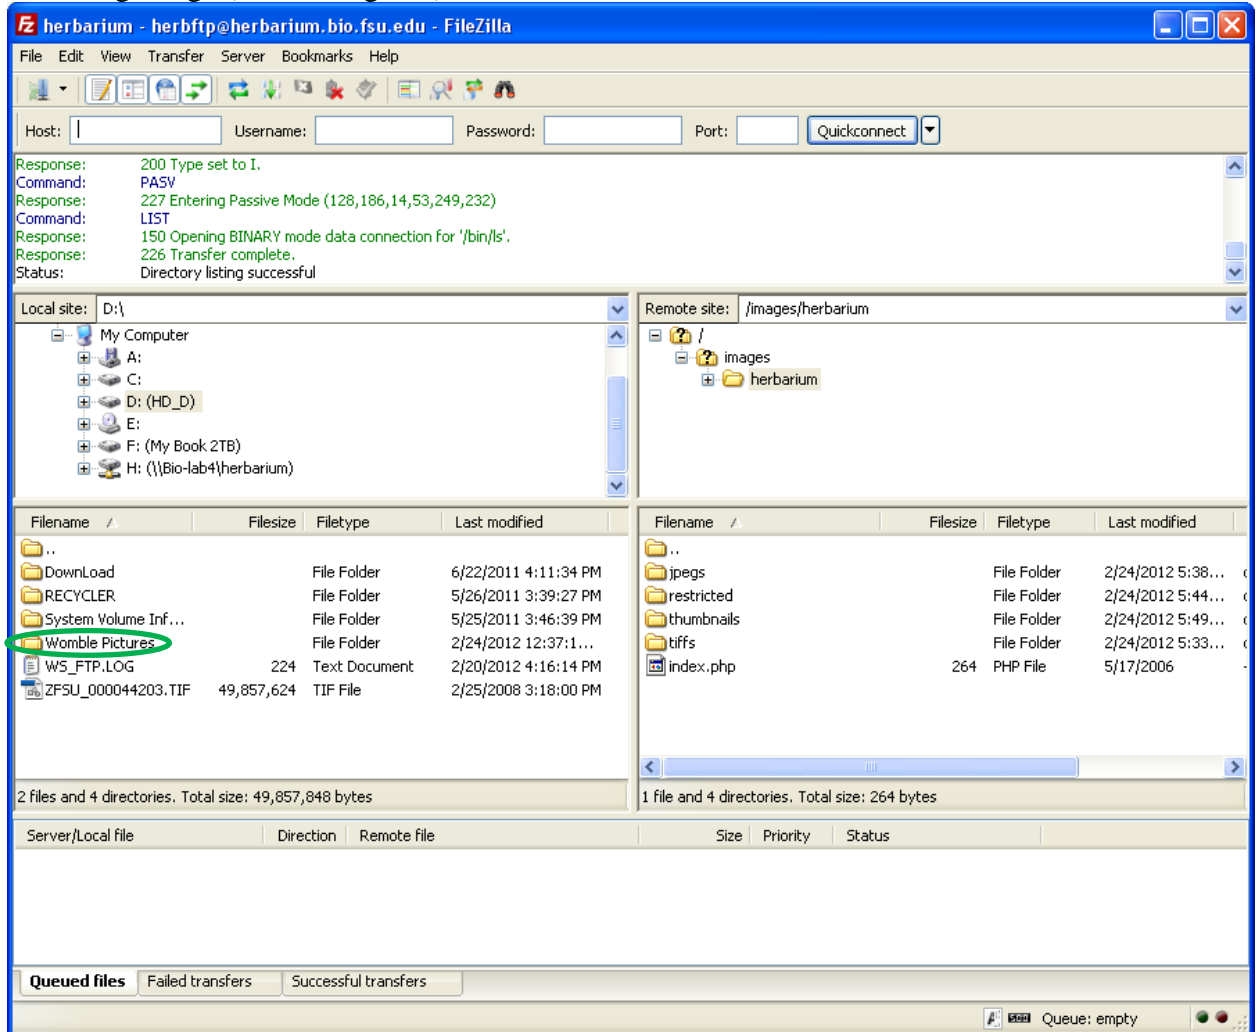 herbarium - herbftp@herbarium.bio.fsu.edu - FileZilla
File Edit View Transfer Server Bookmarks Help
Host: Username: Password: Port: Quickconnect
Response: 200 Type set to I.
Command: PASV
Response: 227 Entering Passive Mode (128,186,14,53,249,232)
Command: LIST
Response: 150 Opening BINARY mode data connection for '/bin/ls'.
Response: 226 Transfer complete.
Status: Directory listing successful
Local site: D:\
My Computer
A:
C:
D: (HD_D)
E:
F: (My Book 2TB)
H: (\\Bio-lab4\herbarium)
Remote site: /images/herbarium
/
images
herbarium
Filename Filesize Filetype Last modified
..
DownLoad File Folder 6/22/2011 4:11:34 PM
RECYCLER File Folder 5/26/2011 3:39:27 PM
System Volume Inf... File Folder 5/25/2011 3:46:39 PM
Womble Pictures File Folder 2/24/2012 12:37:1...
WS_FTP.LOG 224 Text Document 2/20/2012 4:16:14 PM
ZFSU_000044203.TIF 49,857,624 TIF File 2/25/2008 3:18:00 PM
2 files and 4 directories. Total size: 49,857,848 bytes
Filename Filesize Filetype Last modified
..
jpegs File Folder 2/24/2012 5:38...
restricted File Folder 2/24/2012 5:44...
thumbnails File Folder 2/24/2012 5:49...
tiffs File Folder 2/24/2012 5:33...
index.php 264 PHP File 5/17/2006
1 file and 4 directories. Total size: 264 bytes
Server/Local file Direction Remote file Size Priority Status
Queued files Failed transfers Successful transfers
Queue: empty